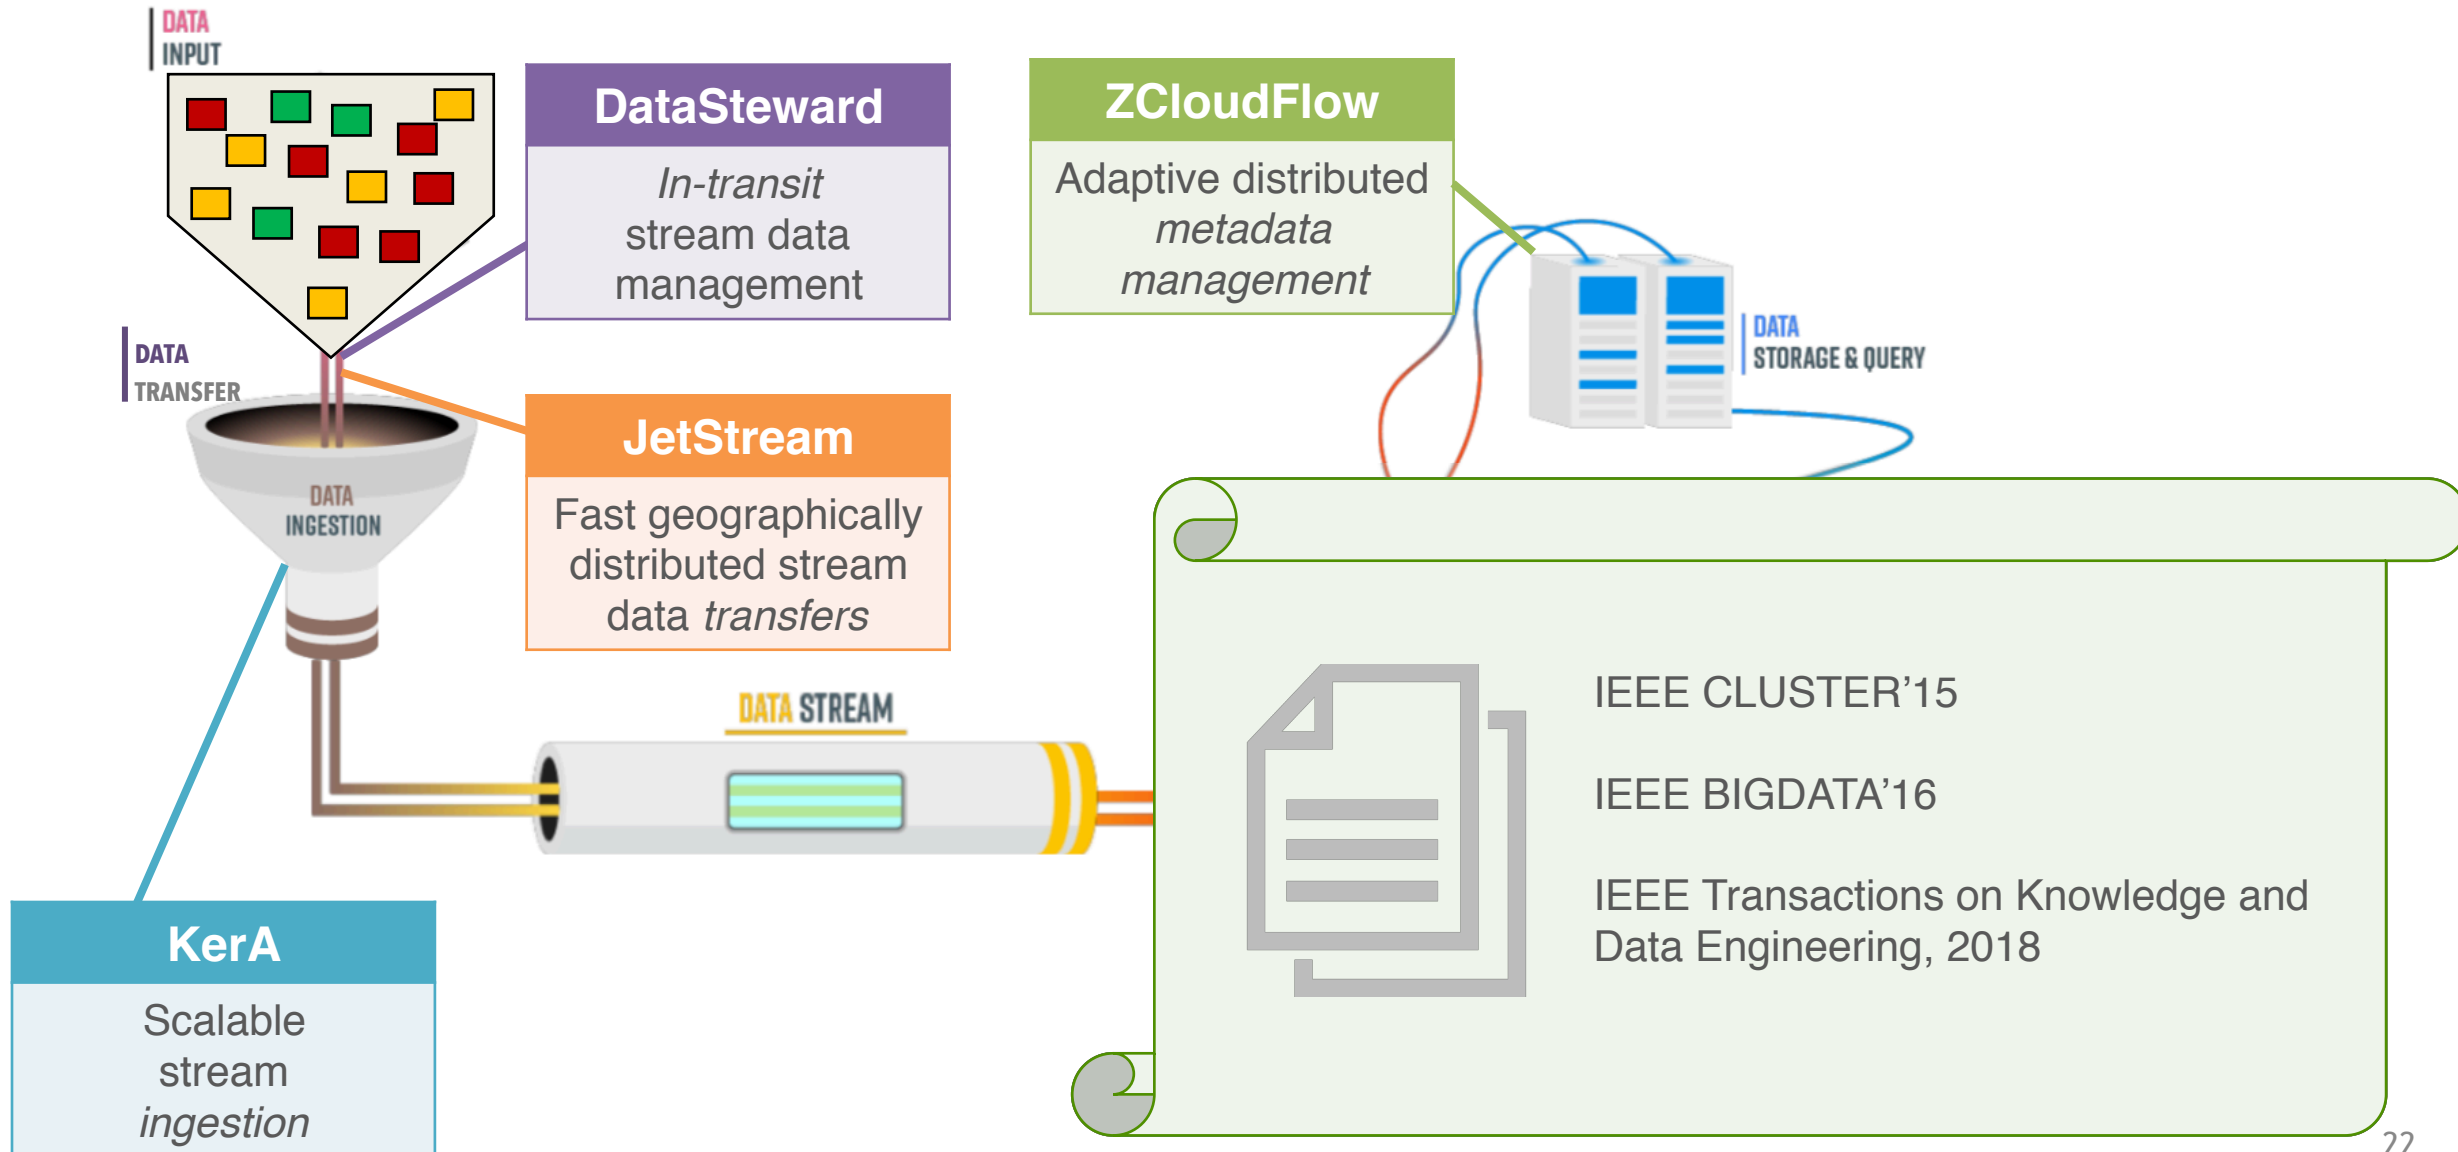 DATA
INPUT
DataSteward
In-transit
stream data
management
ZCloudFlow
Adaptive distributed
metadata
management
DATA
TRANSFER
DATA
STORAGE & QUERY
JetStream
Fast geographically
distributed stream
data transfers
DATA
INGESTION
DATA STREAM
IEEE CLUSTER’15
IEEE BIGDATA’16
IEEE Transactions on Knowledge and
Data Engineering, 2018
KerA
Scalable
stream
ingestion
22